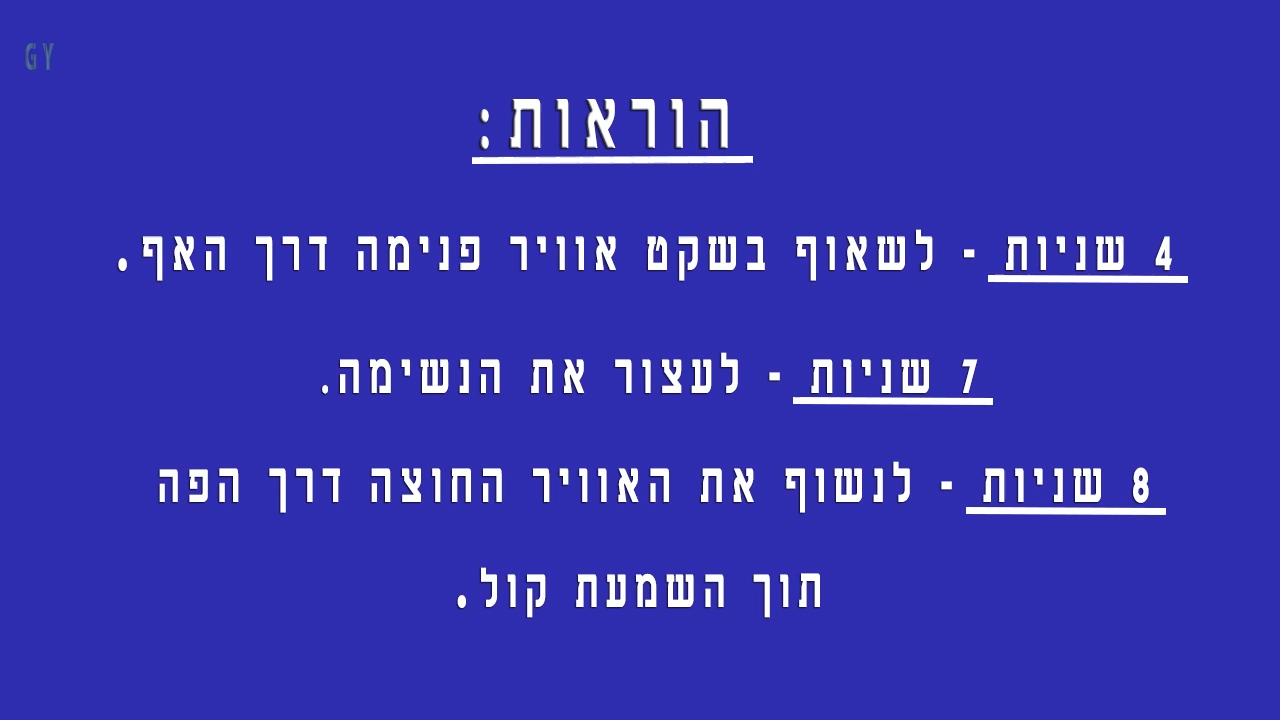 GY
הוראות:
4 שניות - לשאוף בשקט אוויר פנימה דרך האף.
7 שניות - לעצור את הנשימה.
8 שניות - לנשוף את האוויר החוצה דרך הפה
תוך השמעת קול.